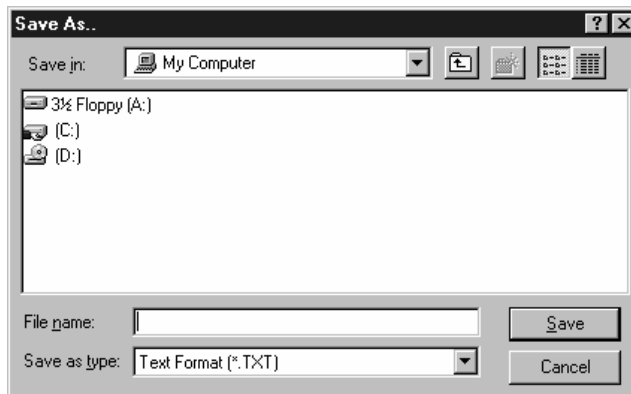 Save As..
Save in: My Computer
3½ Floppy (A:)
(C:)
(D:)
File name: Save
Save as type: Text Format (*.TXT) Cancel